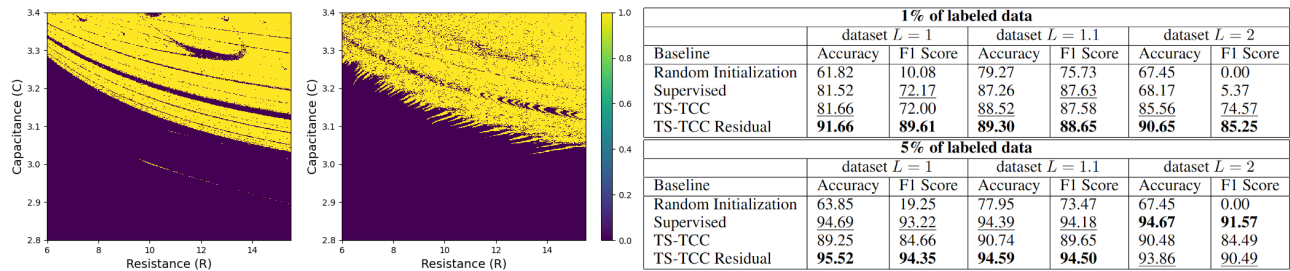 3.4
3.3
3.2
3.1
3.0
2.9
2.8
Capacitance (C)
6 8 10 12 14
Resistance (R)
3.4
3.3
3.2
3.1
3.0
2.9
2.8
Capacitance (C)
6 8 10 12 14
Resistance (R)
1.0
0.8
0.6
0.4
0.2
0.0
1% of labeled data
dataset L = 1 dataset L = 1.1 dataset L = 2
Baseline Accuracy F1 Score Accuracy F1 Score Accuracy F1 Score
Random Initialization 61.82 10.08 79.27 75.73 67.45 0.00
Supervised 81.52 72.17 87.26 87.63 68.17 5.37
TS-TCC 81.66 72.00 88.52 87.58 85.56 74.57
TS-TCC Residual 91.66 89.61 89.30 88.65 90.65 85.25
5% of labeled data
dataset L = 1 dataset L = 1.1 dataset L = 2
Baseline Accuracy F1 Score Accuracy F1 Score Accuracy F1 Score
Random Initialization 63.85 19.25 77.95 73.47 67.45 0.00
Supervised 94.69 93.22 94.39 94.18 94.67 91.57
TS-TCC 89.25 84.66 90.74 89.65 90.48 84.49
TS-TCC Residual 95.52 94.35 94.59 94.50 93.86 90.49